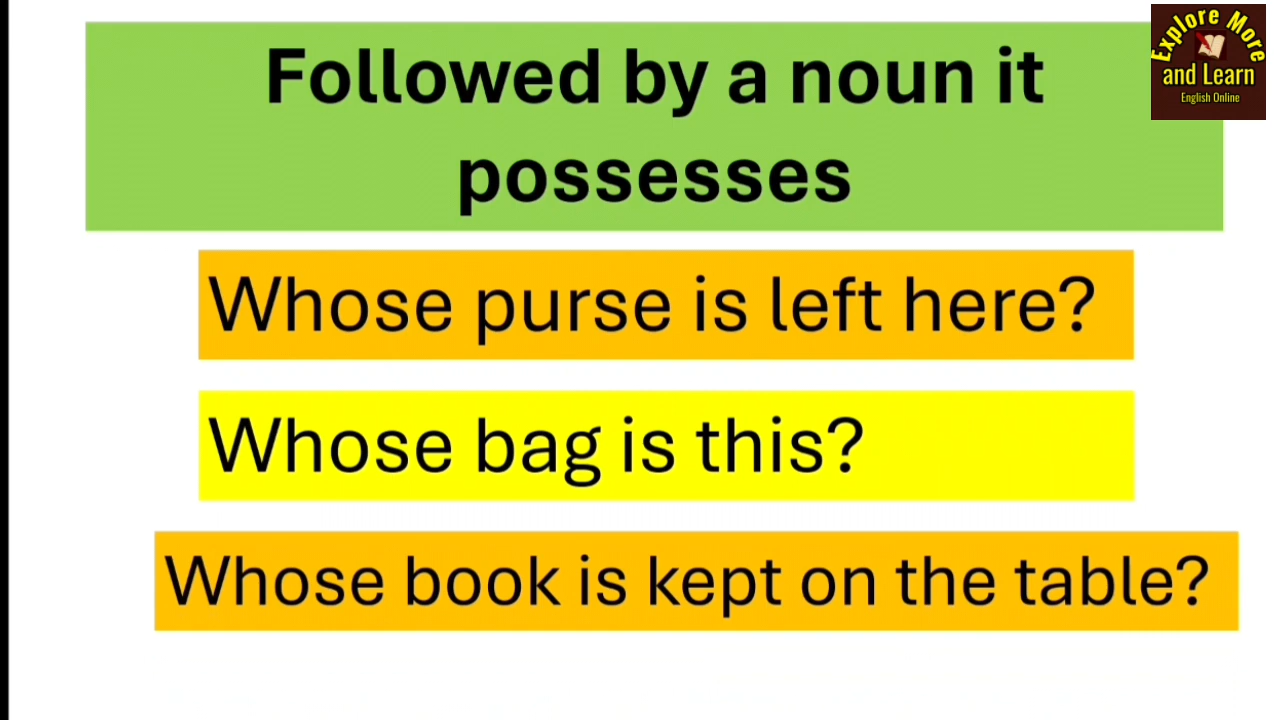 Explore More
and Learn
English Online
Followed by a noun it
possesses
Whose purse is left here?
Whose bag is this?
Whose book is kept on the table?